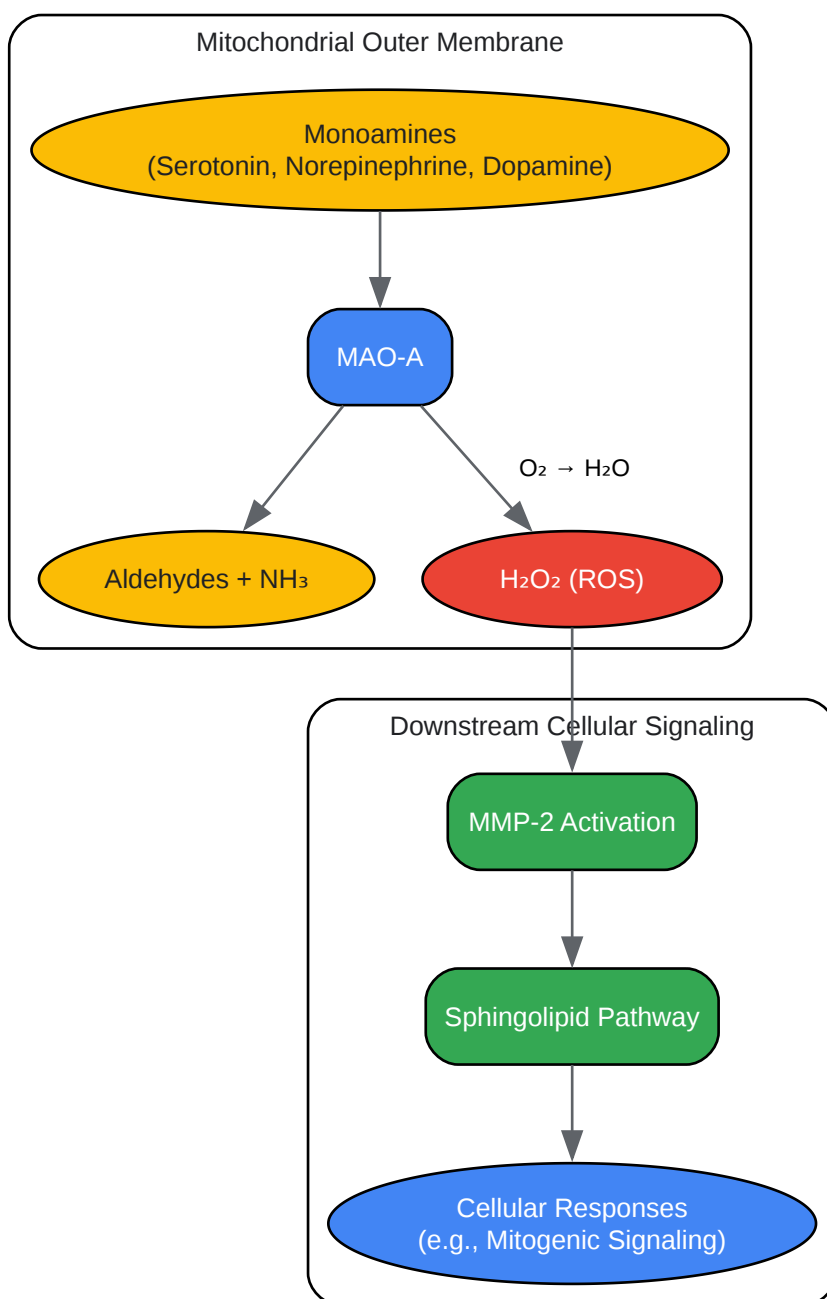 Mitochondrial Outer Membrane
Monoamines
(Serotonin, Norepinephrine, Dopamine)
MAO-A
O₂ → H₂O
Aldehydes + NH₃
H₂O₂ (ROS)
Downstream Cellular Signaling
MMP-2 Activation
Sphingolipid Pathway
Cellular Responses
(e.g., Mitogenic Signaling)